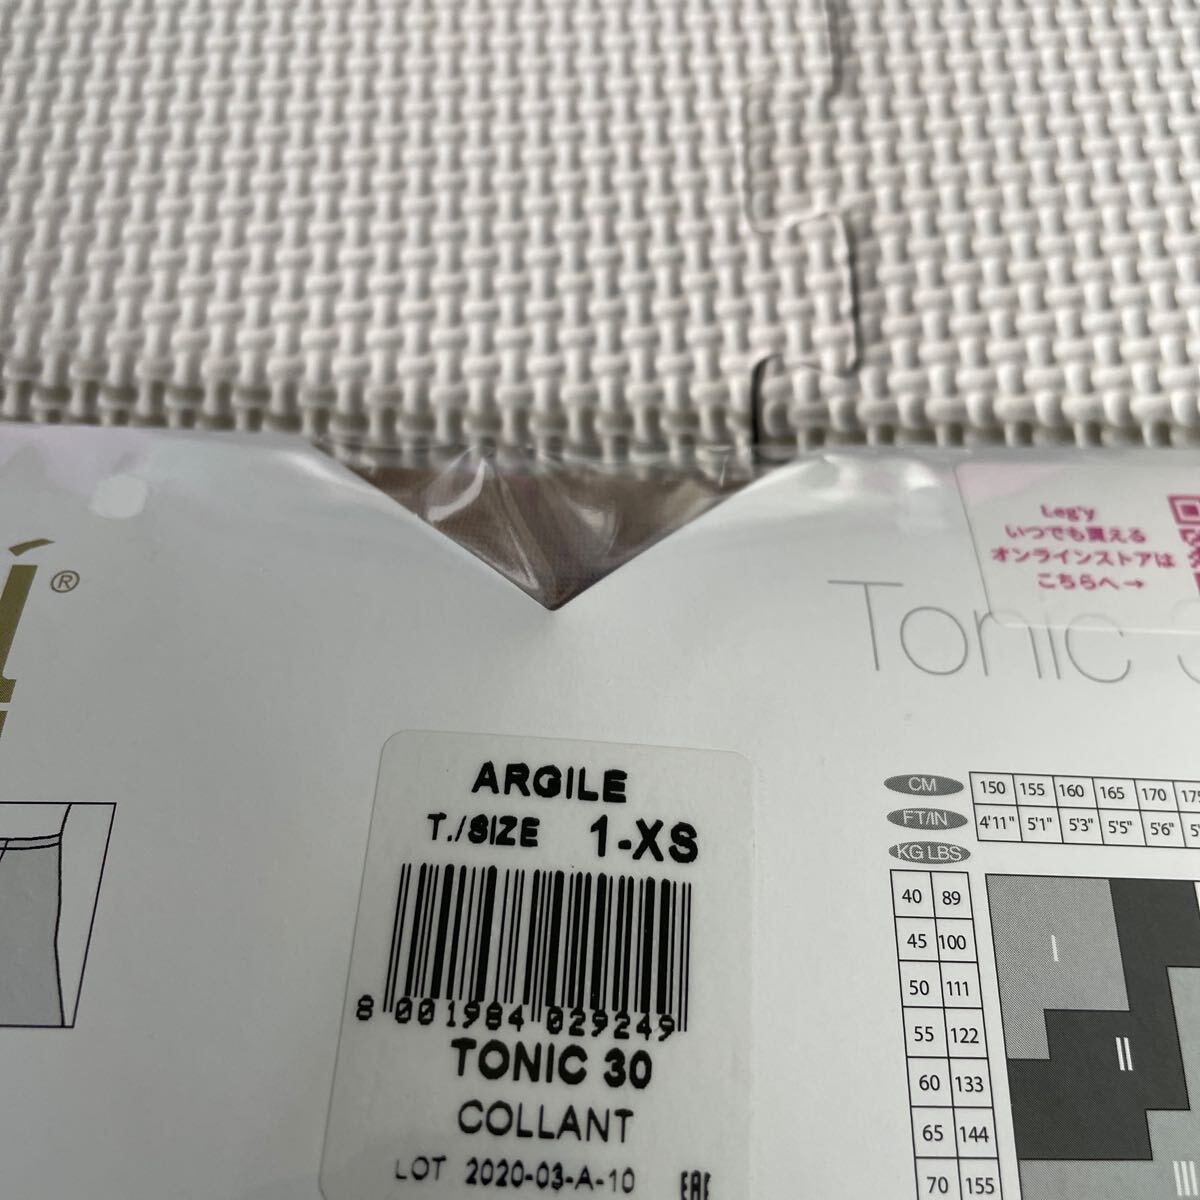 ®
Leg'y
いつでも買える
オンラインストアは
こちらへ→
Tonic
ARGILE
T./SIZE 1-XS
8 001984 029249
TONIC 30
COLLANT
LOT 2020-03-A-10
EAC
CM 150 155 160 165 170
FT/IN 4'11" 5'1" 5'3" 5'5" 5'6"
KG LBS
40 89
45 100
50 111
55 122
60 133
65 144
70 155
I
II
III